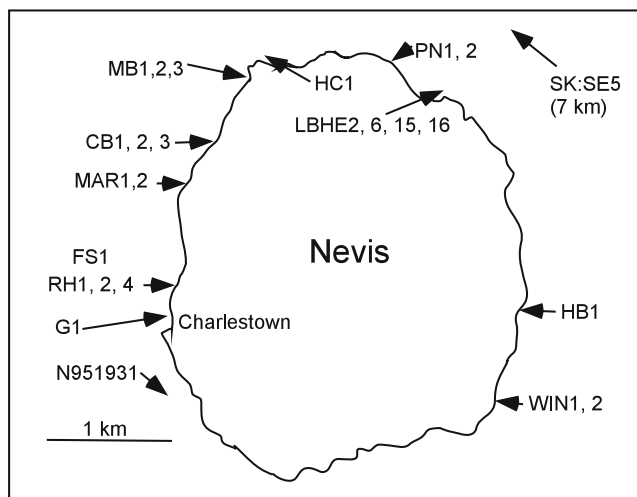 MB1,2,3
HC1
PN1, 2
SK:SE5
(7 km)
LBHE2, 6, 15, 16
CB1, 2, 3
MAR1,2
Nevis
FS1
RH1, 2, 4
G1
Charlestown
HB1
N951931
WIN1, 2
1 km